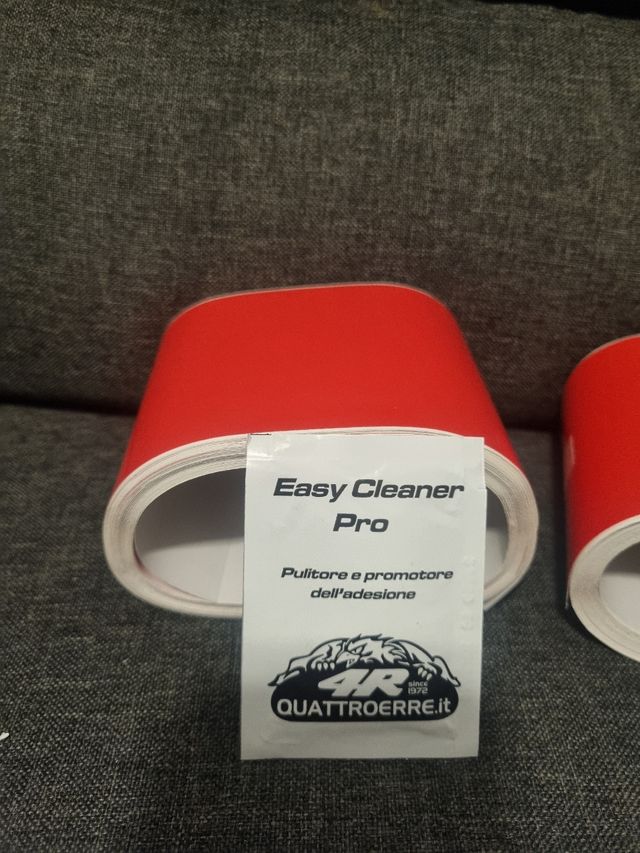 Easy Cleaner
Pro
Pulitore e promotore
dell'adesione
4R
since
1972
QUATTROERRE.it